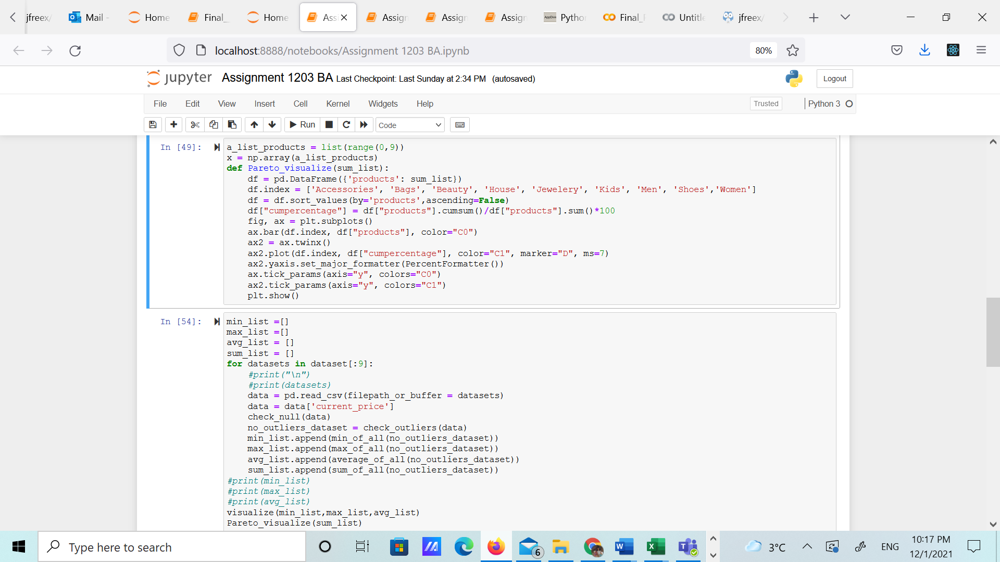 jfreex/
Mail -
Home
Final_
Home
Ass
Assign
Assign
Assign
AppDiv
Pytho
Final_
Untitle
jfreex/
localhost:8888/notebooks/Assignment 1203 BA.ipynb
80%
jupyter Assignment 1203 BA Last Checkpoint: Last Sunday at 2:34 PM (autosaved)
Logout
File Edit View Insert Cell Kernel Widgets Help
Trusted
Python 3
Run
Code
In [49]:
a_list_products = list(range(0,9))
x = np.array(a_list_products)
def Pareto_visualize(sum_list):
    df = pd.DataFrame({'products': sum_list})
    df.index = ['Accessories', 'Bags', 'Beauty', 'House', 'Jewelery', 'Kids', 'Men', 'Shoes','Women']
    df = df.sort_values(by='products',ascending=False)
    df["cumpercentage"] = df["products"].cumsum()/df["products"].sum()*100
    fig, ax = plt.subplots()
    ax.bar(df.index, df["products"], color="C0")
    ax2 = ax.twinx()
    ax2.plot(df.index, df["cumpercentage"], color="C1", marker="D", ms=7)
    ax2.yaxis.set_major_formatter(PercentFormatter())
    ax.tick_params(axis="y", colors="C0")
    ax2.tick_params(axis="y", colors="C1")
    plt.show()
In [54]:
min_list =[]
max_list =[]
avg_list = []
sum_list = []
for datasets in dataset[:9]:
    #print("\n")
    #print(datasets)
    data = pd.read_csv(filepath_or_buffer = datasets)
    data = data['current_price']
    check_null(data)
    no_outliers_dataset = check_outliers(data)
    min_list.append(min_of_all(no_outliers_dataset))
    max_list.append(max_of_all(no_outliers_dataset))
    avg_list.append(average_of_all(no_outliers_dataset))
    sum_list.append(sum_of_all(no_outliers_dataset))
#print(min_list)
#print(max_list)
#print(avg_list)
visualize(min_list,max_list,avg_list)
Pareto_visualize(sum_list)
Type here to search
6
3°C
ENG
10:17 PM
12/1/2021